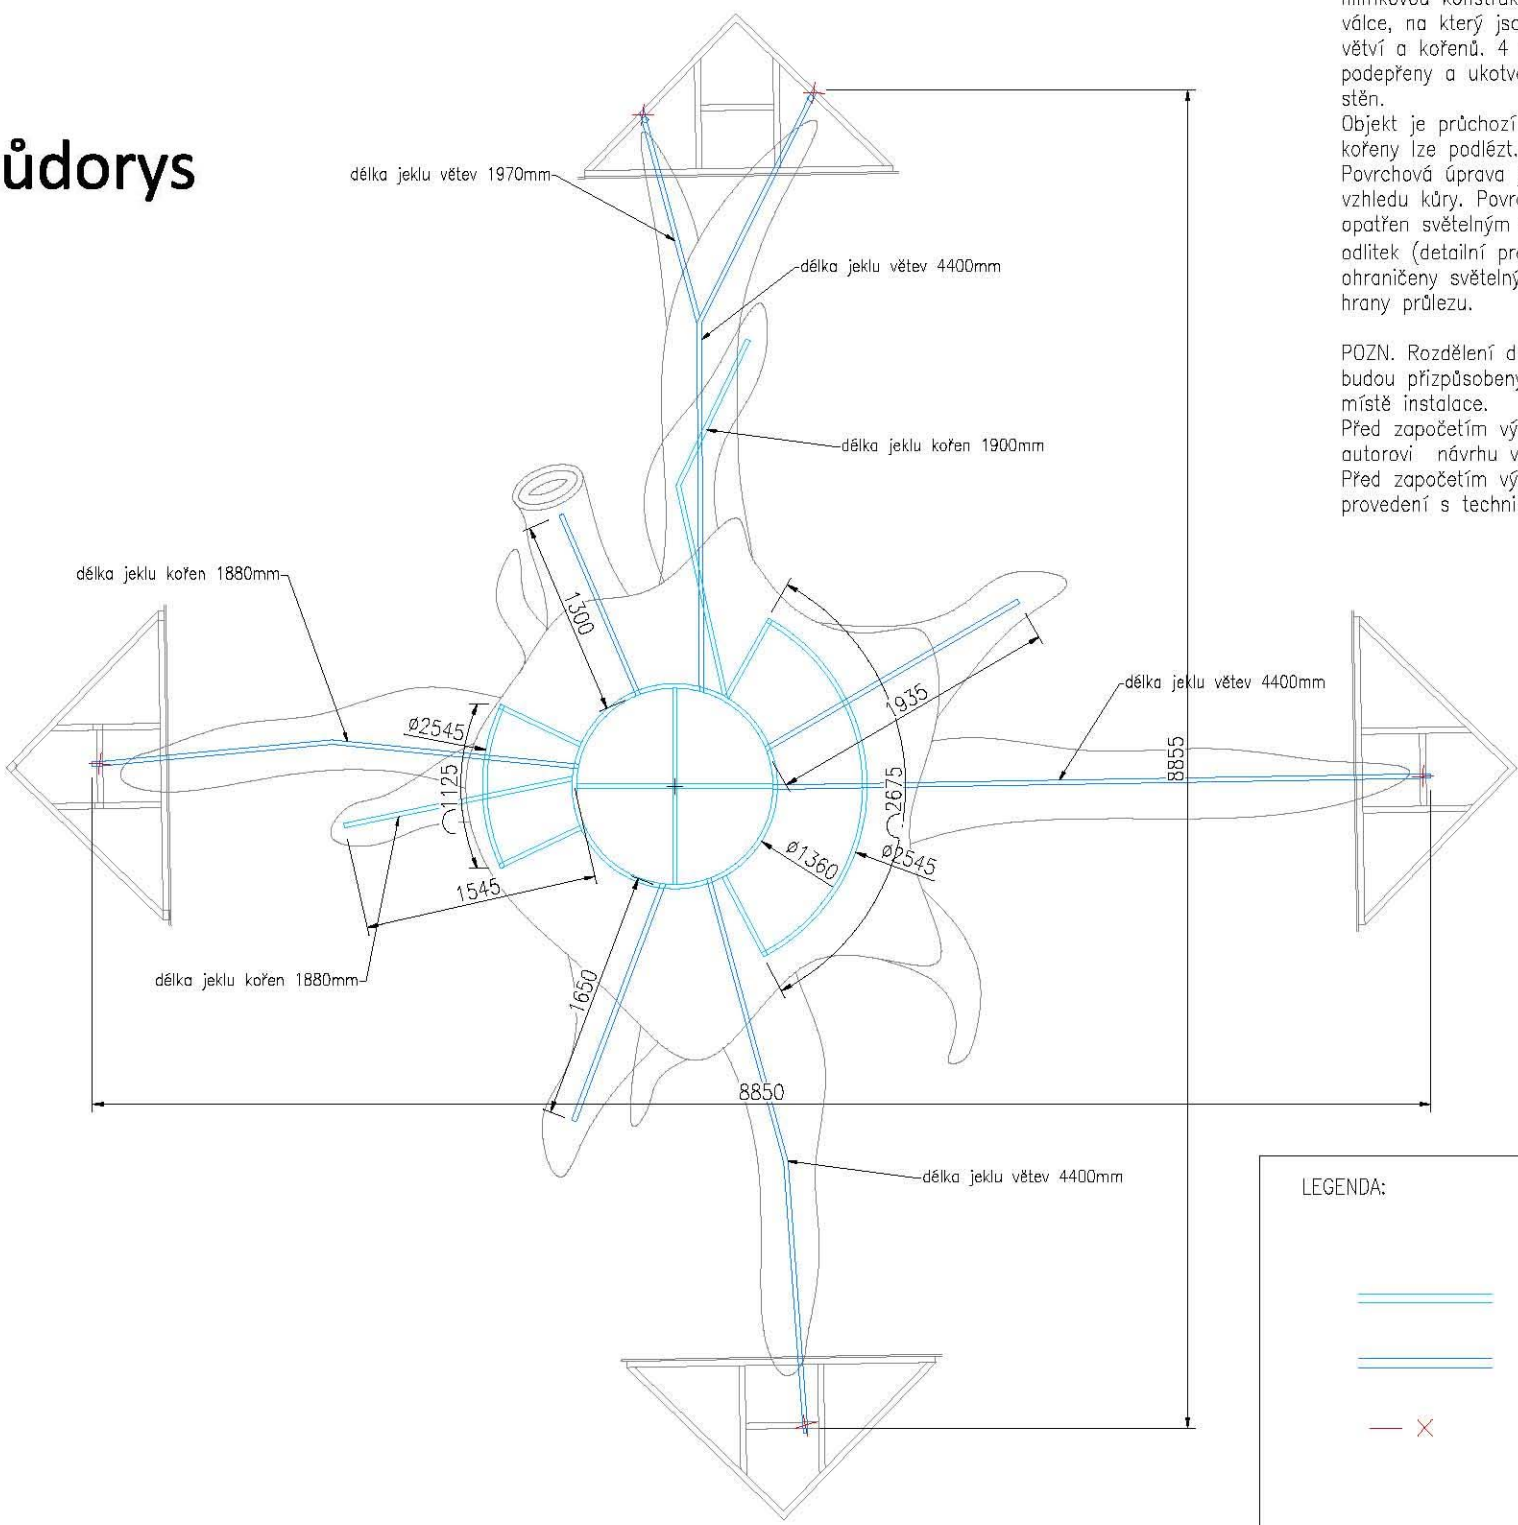 ůdorys
válce, na který jso
větví a kořenů. 4
podepřeny a ukotve
stěn.
Objekt je průchozí
kořeny lze podlézt.
Povrchová úprava
vzhledu kůry. Povr
opatřen světelným
odlitek (detailní pr
ohraničeny světelný
hrany průlezu.
POZN. Rozdělení d
budou přizpůsobeny
místě instalace.
Před započetím vý
autorovi návrhu v
Před započetím vý
provedení s techni
délka jeklu větev 1970mm
délka jeklu větev 4400mm
délka jeklu kořen 1900mm
délka jeklu kořen 1880mm
1300
1935
délka jeklu větev 4400mm
8855
ø2545
1125
2675
ø1360
ø2545
1545
délka jeklu kořen 1880mm
1650
8850
délka jeklu větev 4400mm
LEGENDA: